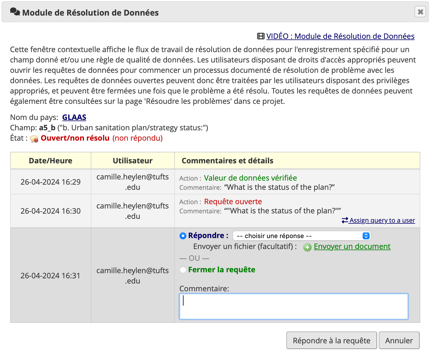 Module de Résolution de Données
VIDÉO : Module de Résolution de Données
Cette fenêtre contextuelle affiche le flux de travail de résolution de données pour l'enregistrement spécifié pour un
champ donné et/ou une règle de qualité de données. Les utilisateurs disposant de droits d'accès appropriés peuvent
ouvrir les requêtes de données pour commencer un processus documenté de résolution de problème avec les
données. Les requêtes de données ouvertes peuvent donc être traitées par les utilisateurs disposant des privilèges
appropriés, et peuvent être fermées une fois que le problème a été résolu. Toutes les requêtes de données peuvent
également être consultées sur la page 'Résoudre les problèmes' dans ce projet.
Nom du pays: GLAAS
Champ: a5_b ("b. Urban sanitation plan/strategy status:")
État : Ouvert/non résolu (non répondu)
Date/Heure Utilisateur Commentaires et détails
26-04-2024 16:29 camille.heylen@tufts.edu Action : Valeur de données vérifiée
Commentaire: "What is the status of the plan?"
26-04-2024 16:30 camille.heylen@tufts.edu Action : Requête ouverte
Commentaire: ""What is the status of the plan?""
Assign query to a user
26-04-2024 16:31 camille.heylen@tufts.edu Répondre : -- choisir une réponse --
Envoyer un fichier (facultatif) : Envoyer un document
— OU —
Fermer la requête
Commentaire:
Répondre à la requête Annuler